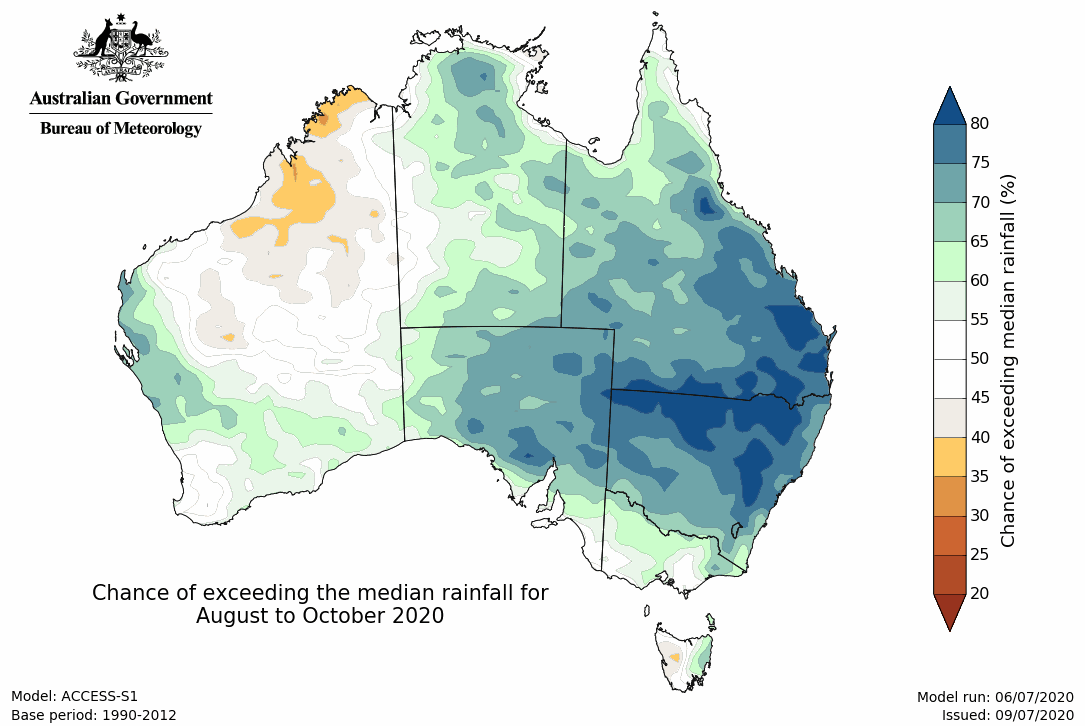 Australian Government
Bureau of Meteorology
80
75
70
65
60
55
50
45
40
35
30
25
20
Chance of exceeding median rainfall (%)
Chance of exceeding the median rainfall for
August to October 2020
Model: ACCESS-S1
Base period: 1990-2012
Model run: 06/07/2020
Issued: 09/07/2020